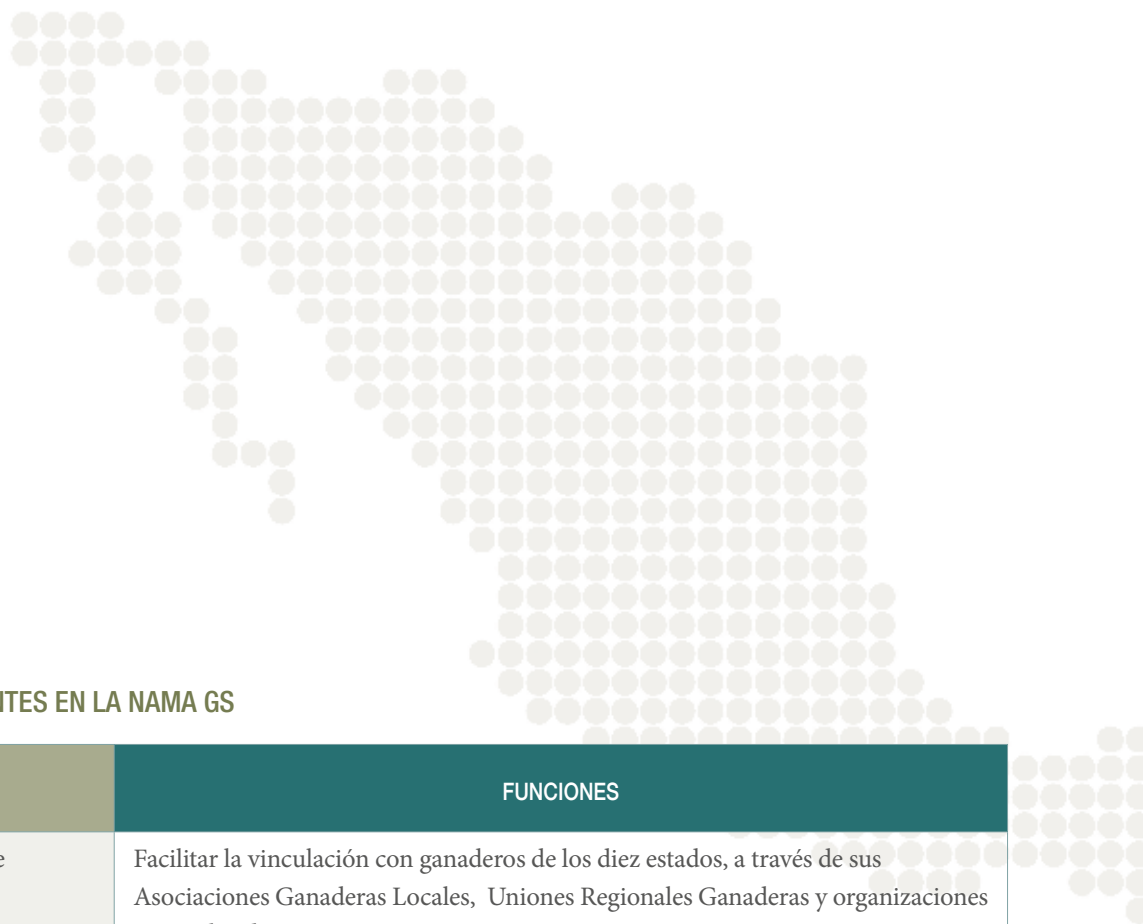 EN LA NAMA GS
FUNCIONES
Facilitar la vinculación con ganaderos de los diez estados, a través de sus
Asociaciones Ganaderas Locales, Uniones Regionales Ganaderas y organizaciones